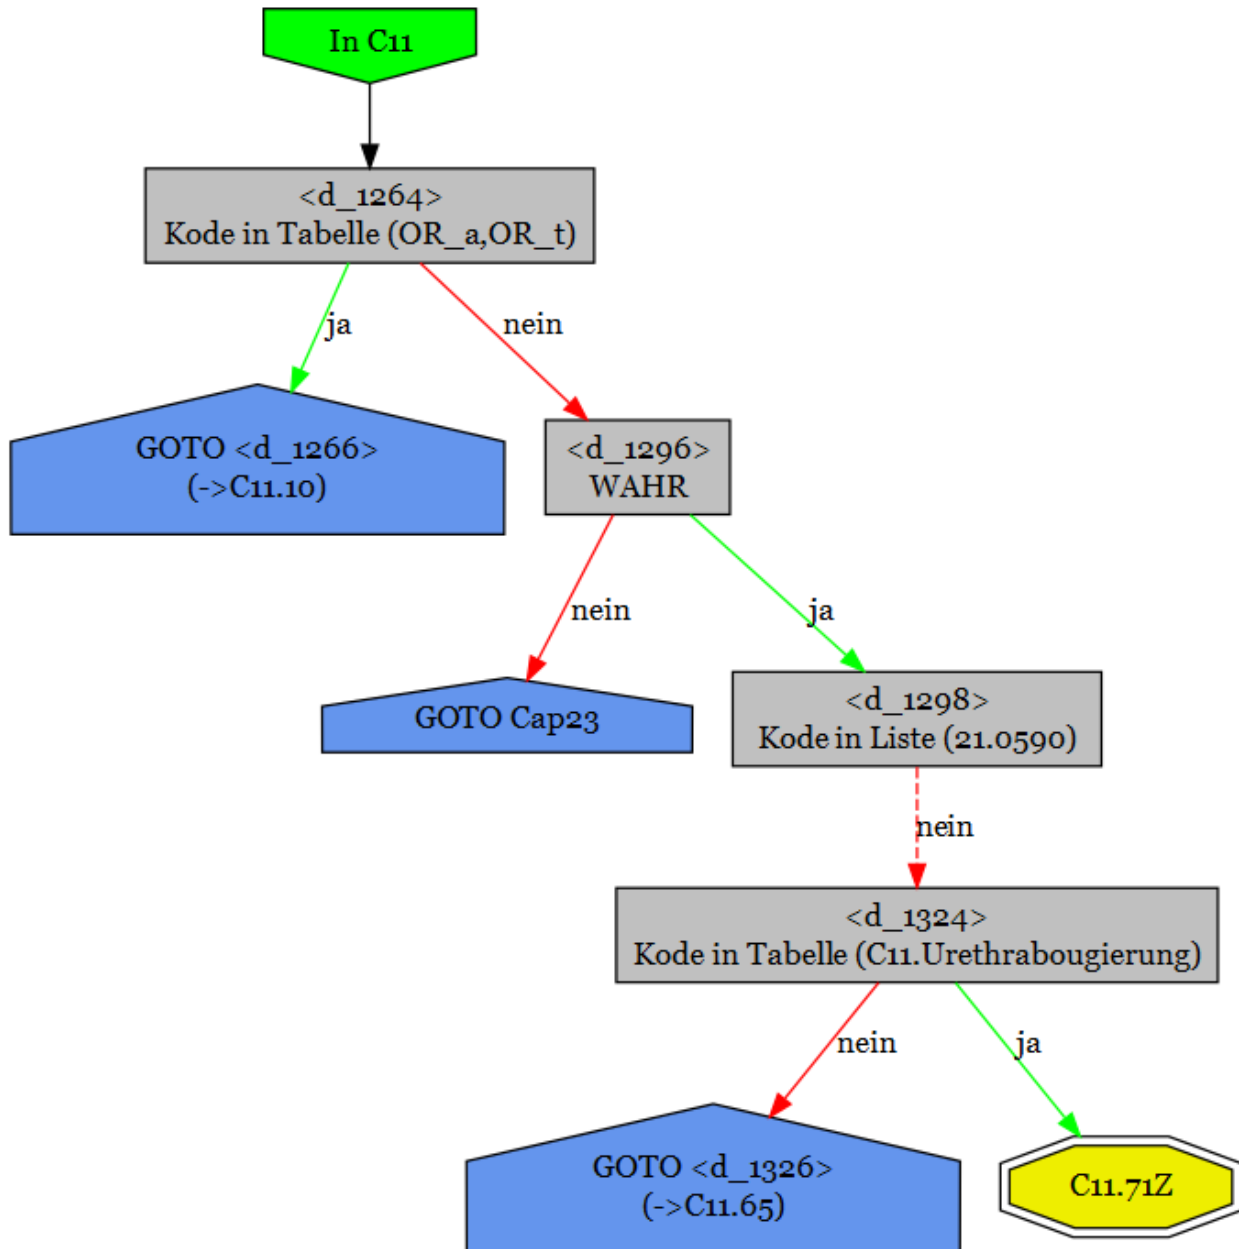 In C11
<d_1264>
Kode in Tabelle (OR_a,OR_t)
ja
nein
GOTO <d_1266>
(->C11.10)
<d_1296>
WAHR
nein
ja
GOTO Cap23
<d_1298>
Kode in Liste (21.0590)
nein
<d_1324>
Kode in Tabelle (C11.Urethrabougierung)
nein
ja
GOTO <d_1326>
(->C11.65)
C11.71Z